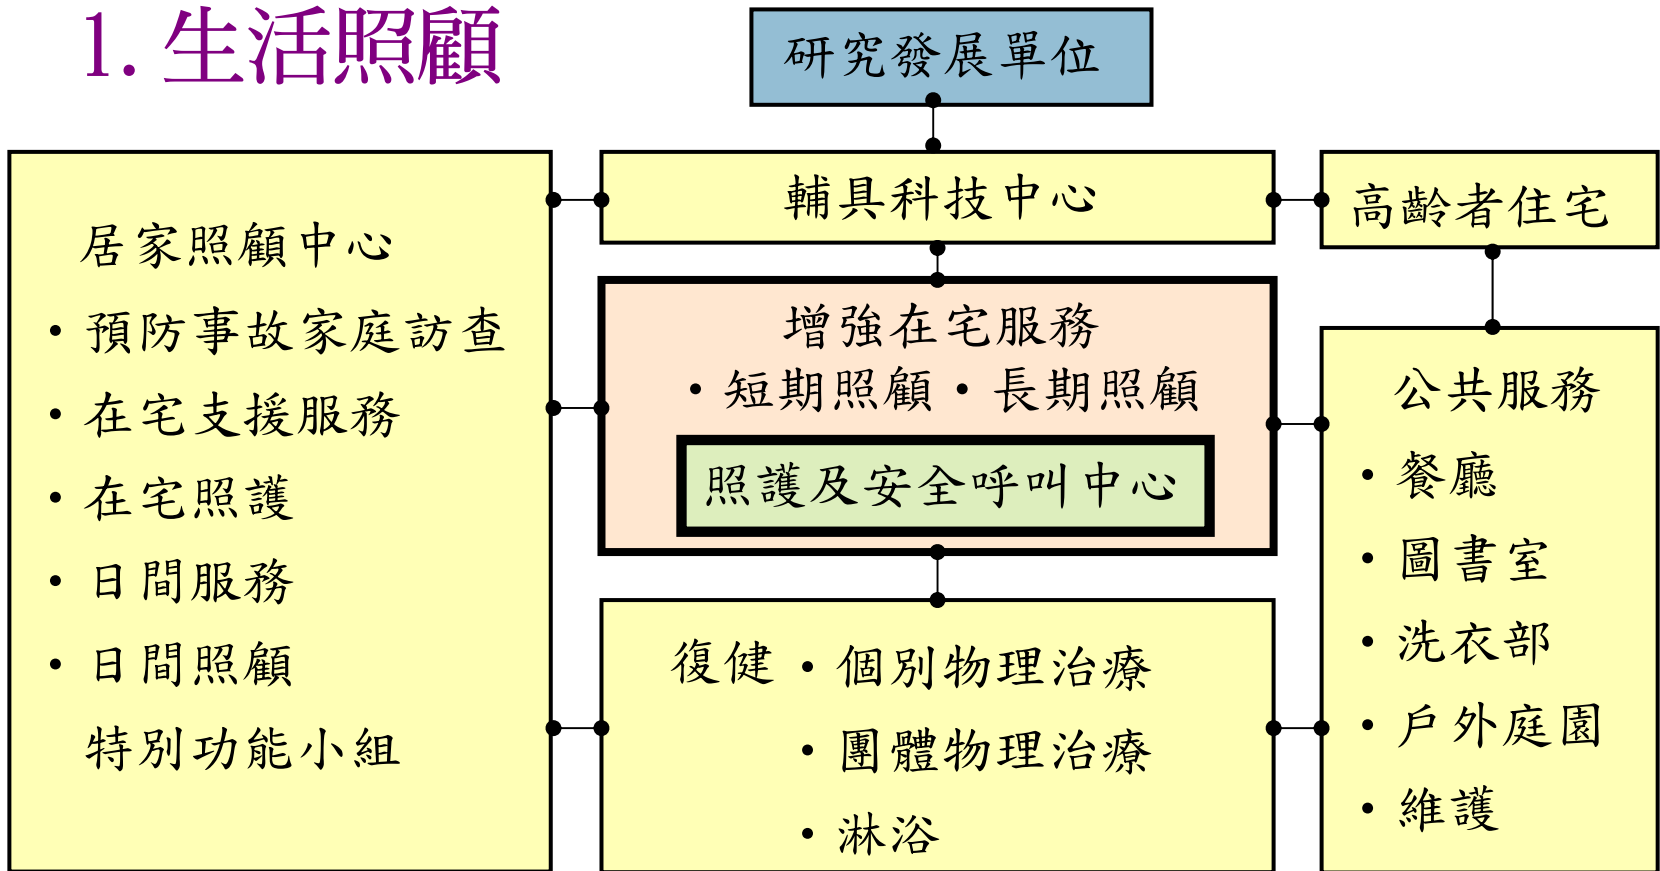 1. 生活照顧
研究發展單位
居家照顧中心
・預防事故家庭訪查
・在宅支援服務
・在宅照護
・日間服務
・日間照顧
特別功能小組
輔具科技中心
增強在宅服務
・短期照顧・長期照顧
照護及安全呼叫中心
復健・個別物理治療
・團體物理治療
・淋浴
高齡者住宅
公共服務
・餐廳
・圖書室
・洗衣部
・戶外庭園
・維護